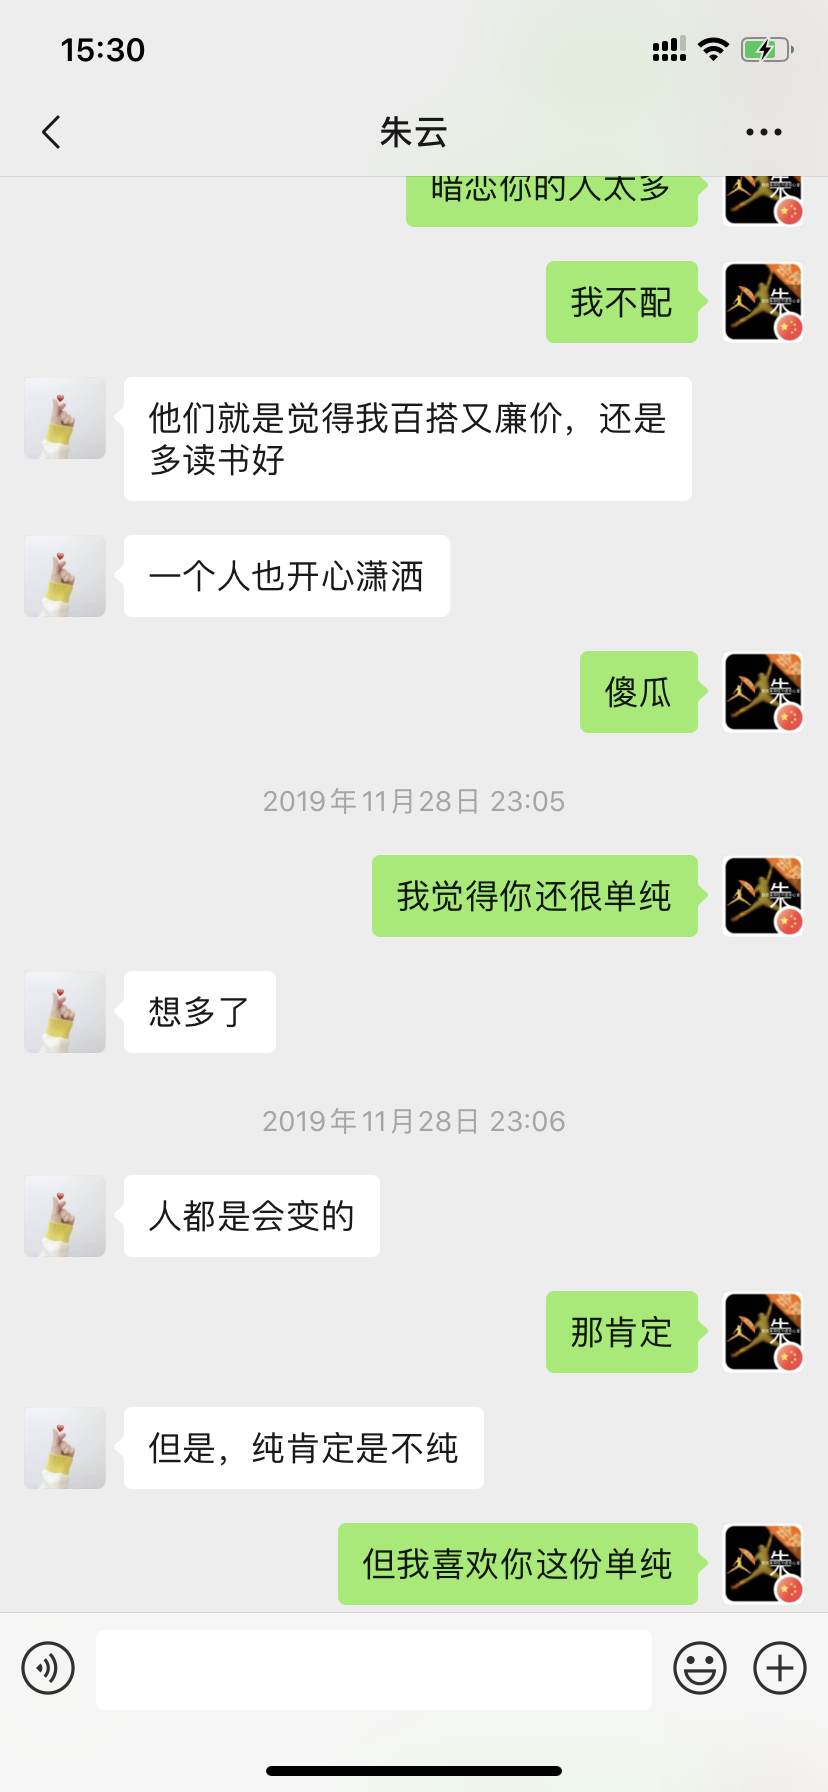 15:30
朱云
暗恋你的人太多
我不配
他们就是觉得我百搭又廉价，还是
多读书好
一个人也开心潇洒
傻瓜
2019年11月28日 23:05
我觉得你还很单纯
想多了
2019年11月28日 23:06
人都是会变的
那肯定
但是，纯肯定是不纯
但我喜欢你这份单纯